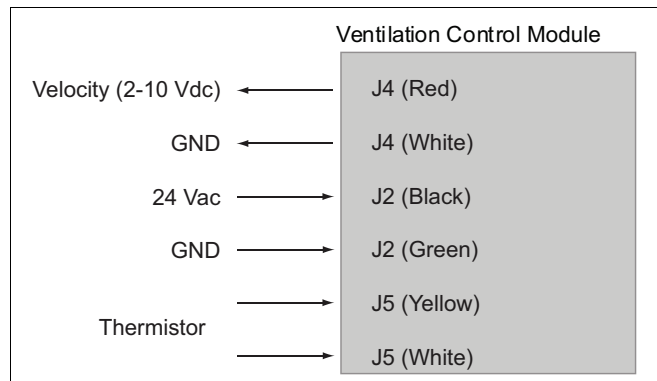 Ventilation Control Module
Velocity (2-10 Vdc) J4 (Red)
GND J4 (White)
24 Vac J2 (Black)
GND J2 (Green)
J5 (Yellow)
Thermistor
J5 (White)